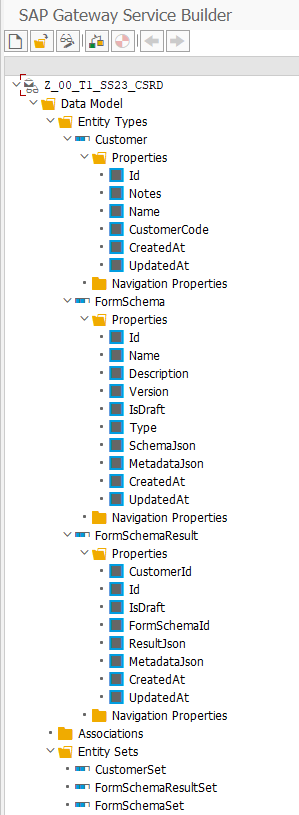 SAP Gateway Service Builder
Z_00_T1_SS23_CSRD
Data Model
Entity Types
Customer
Properties
Id
Notes
Name
CustomerCode
CreatedAt
UpdatedAt
Navigation Properties
FormSchema
Properties
Id
Name
Description
Version
IsDraft
Type
SchemaJson
MetadataJson
CreatedAt
UpdatedAt
Navigation Properties
FormSchemaResult
Properties
CustomerId
Id
IsDraft
FormSchemaId
ResultJson
MetadataJson
CreatedAt
UpdatedAt
Navigation Properties
Associations
Entity Sets
CustomerSet
FormSchemaResultSet
FormSchemaSet